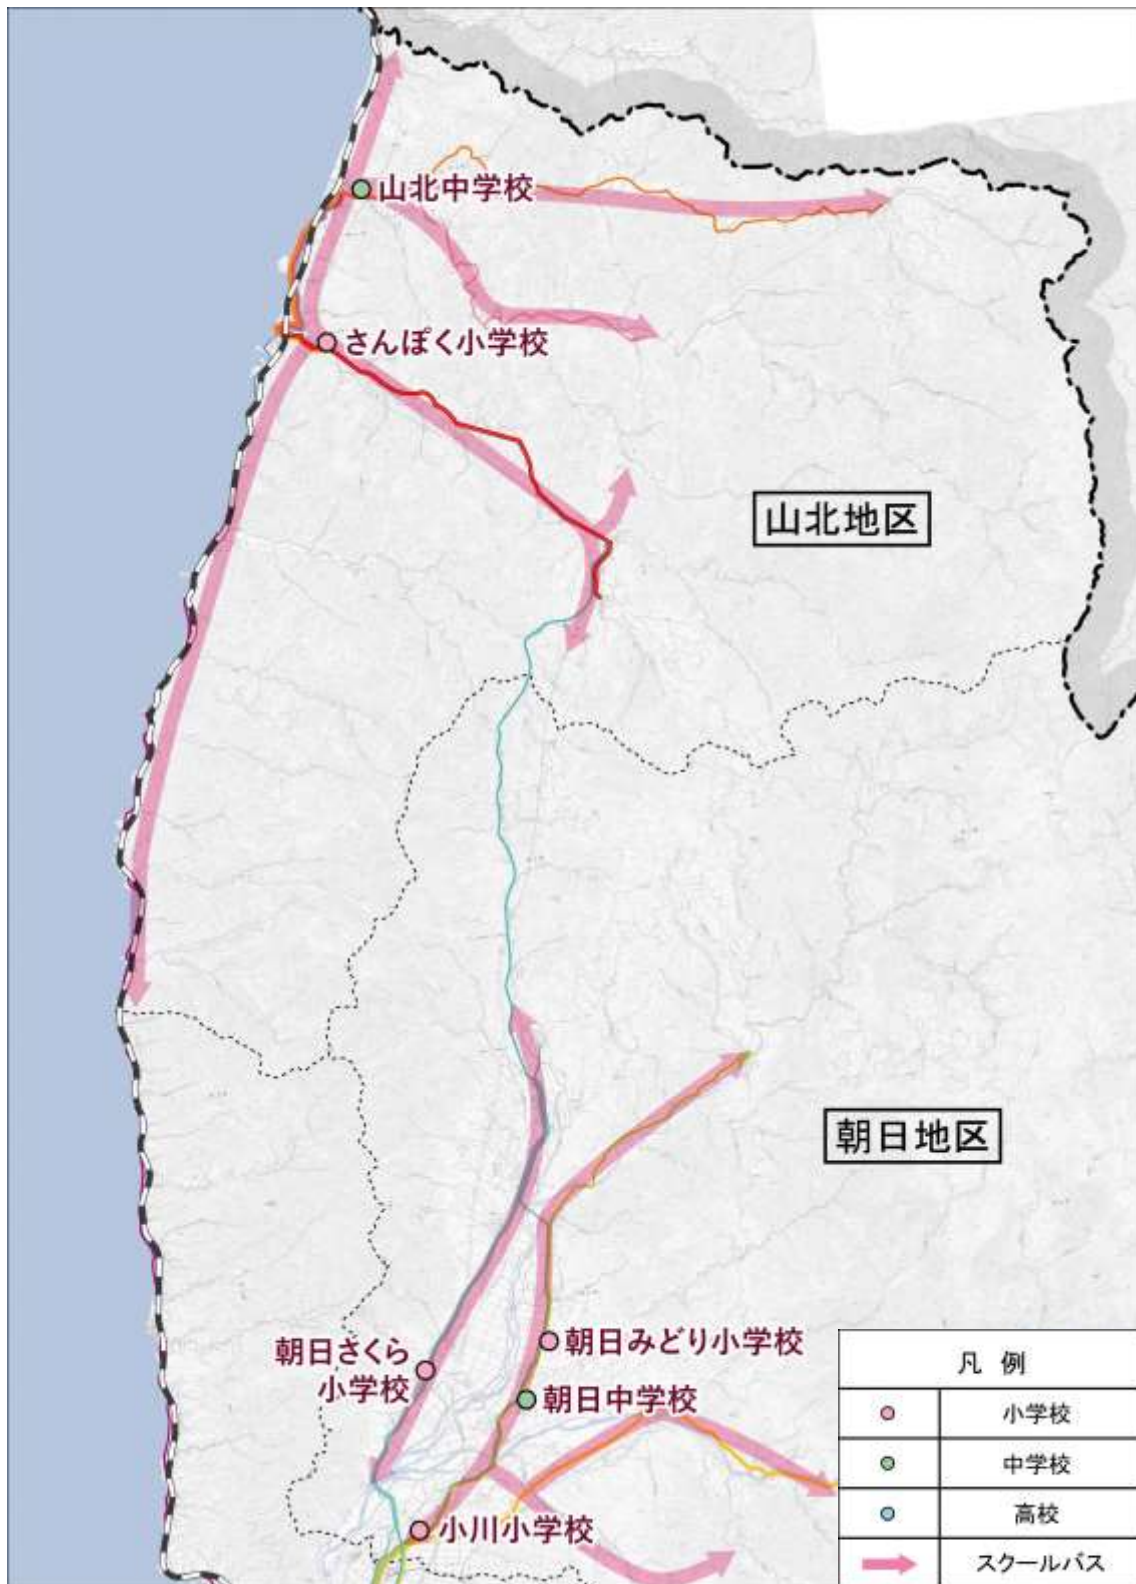 山北中学校
さんぽく小学校
山北地区
朝日地区
朝日さくら
小学校
朝日みどり小学校
朝日中学校
小川小学校
凡 例
小学校
中学校
高校
スクールバス